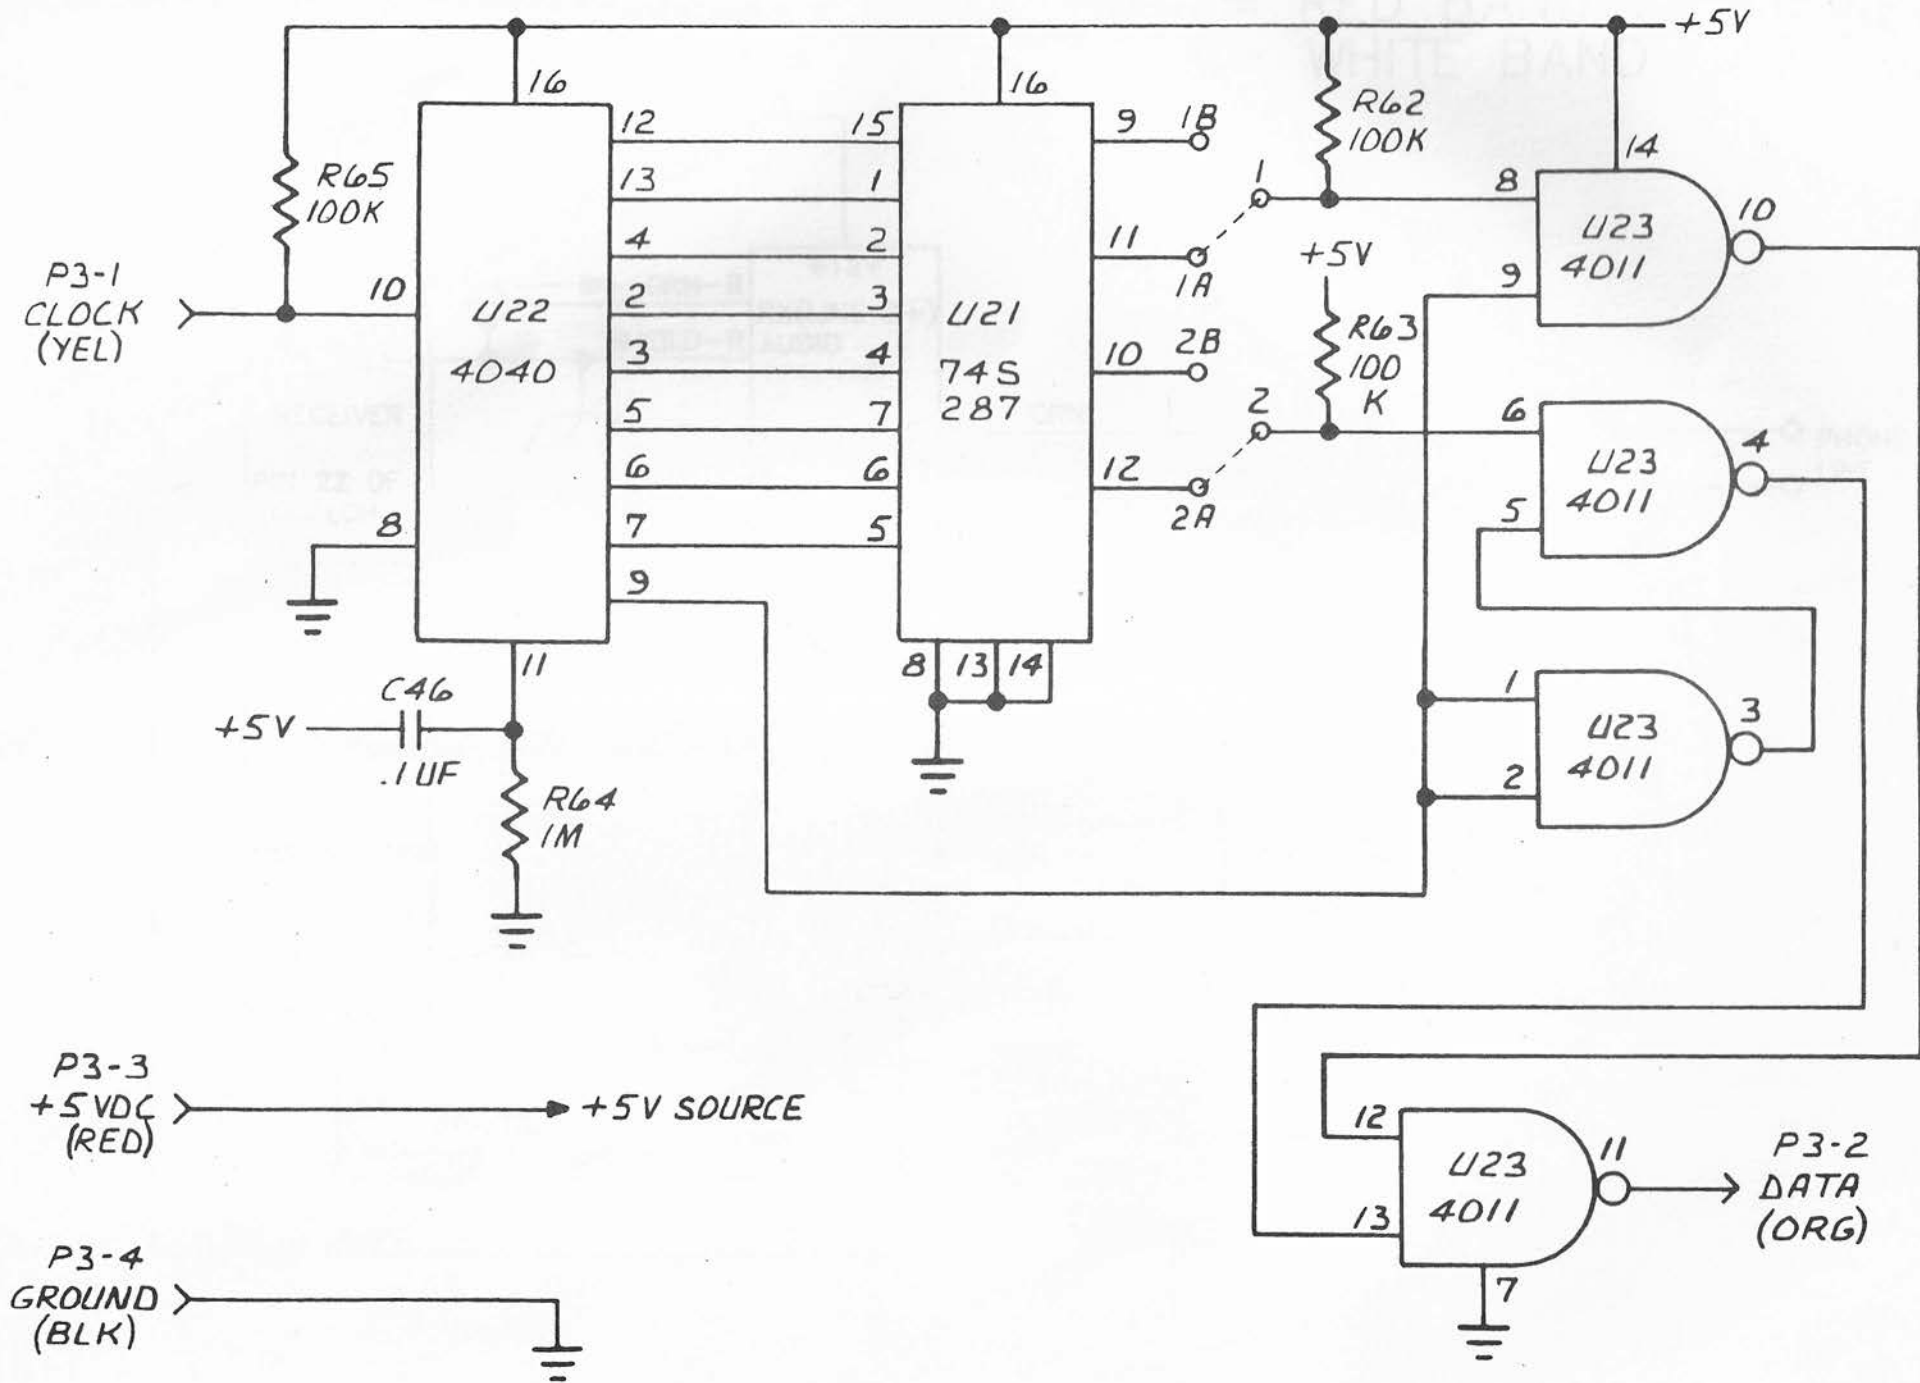 +5V
16
16
R65
100K
12
15
13
1
4
2
2
3
3
4
5
7
6
6
7
5
9
P3-1
CLOCK
(YEL)
10
U22
4040
8
11
C46
+5V
.1UF
R64
1M
U21
74S
287
8
13
14
9
1B
11
1A
10
2B
12
2A
1
2
R62
100K
+5V
R63
100
K
14
8
9
U23
4011
10
6
5
U23
4011
4
1
2
U23
4011
3
12
13
U23
4011
11
7
P3-2
DATA
(ORG)
P3-3
+5VDC
(RED)
+5V SOURCE
P3-4
GROUND
(BLK)
WHITE BAND